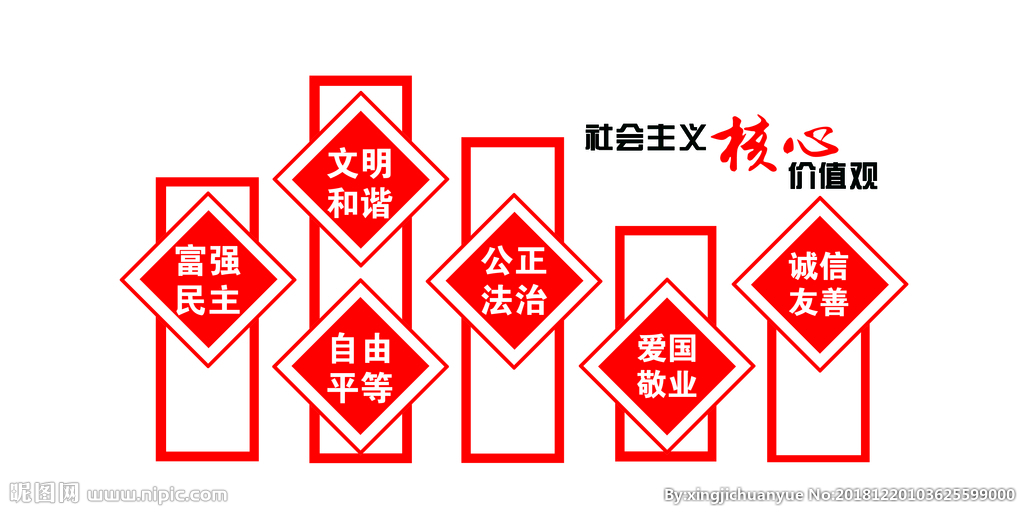 社会主义核心
价值观
文明
和谐
富强
民主
自由
平等
公正
法治
爱国
敬业
诚信
友善
昵图网 www.nipic.com
By:xingjichuanyue No:20181220103625599000